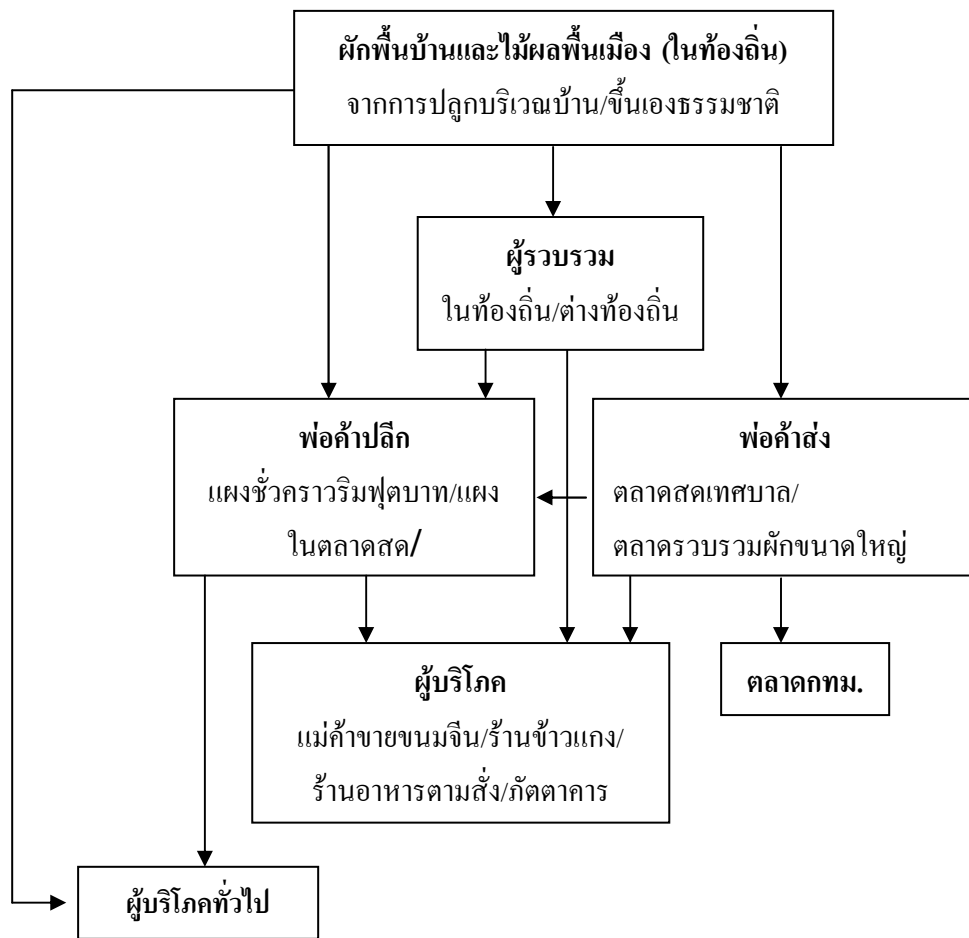 ผักพื้นบ้านและไม้ผลพื้นเมือง (ในท้องถิ่น)
จากการปลูกบริเวณบ้าน/ขึ้นเองธรรมชาติ
ผู้รวบรวม
ในท้องถิ่น/ต่างท้องถิ่น
พ่อค้าปลีก
แผงชั่วคราวริมฟุตบาท/แผง
ในตลาดสด/
พ่อค้าส่ง
ตลาดสดเทศบาล/
ตลาดรวบรวมผักขนาดใหญ่
ผู้บริโภค
แม่ค้าขายขนมจีน/ร้านข้าวแกง/
ร้านอาหารตามสั่ง/ภัตตาคาร
ตลาดกทม.
ผู้บริโภคทั่วไป